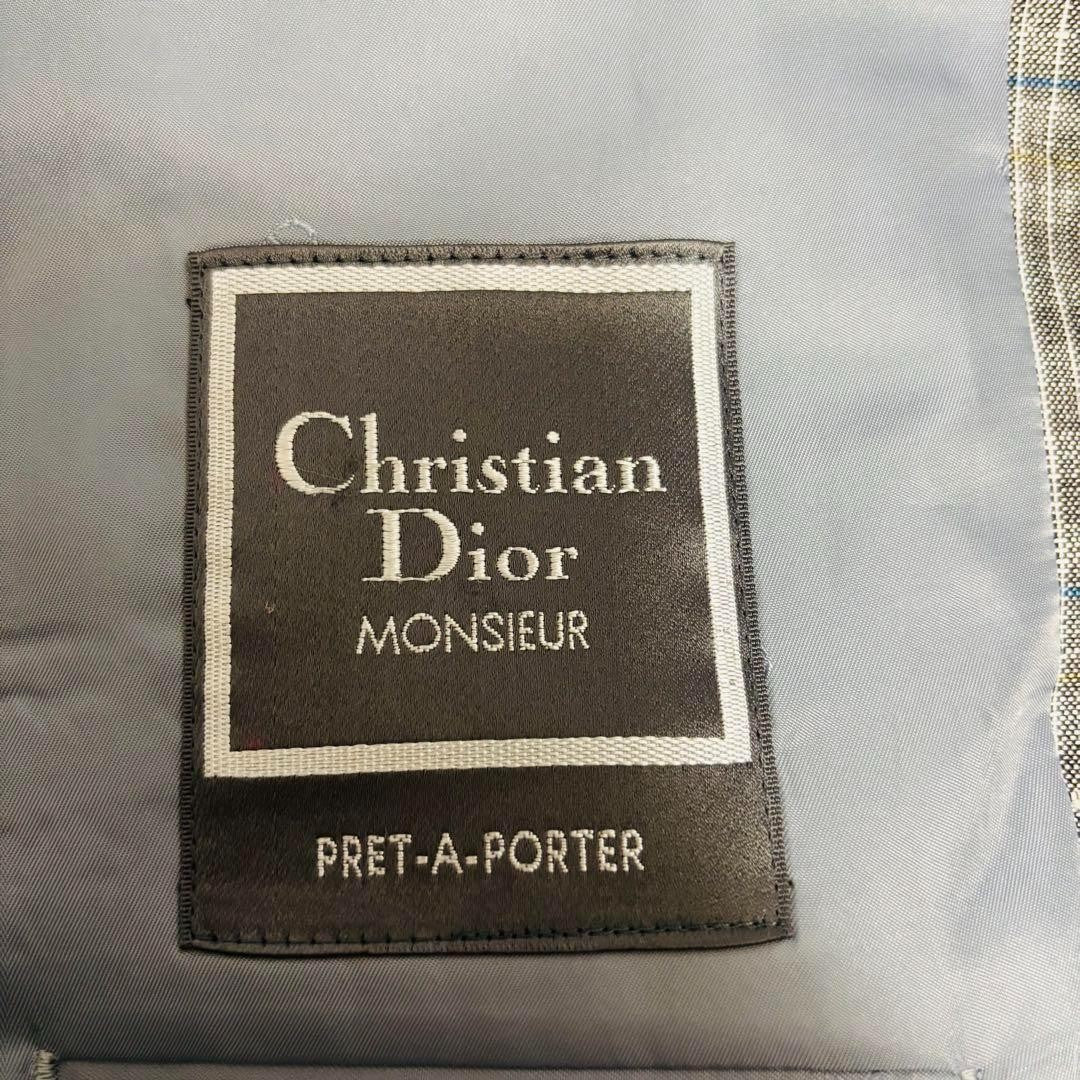 Christian
Dior
MONSIEUR
PRET-A-PORTER